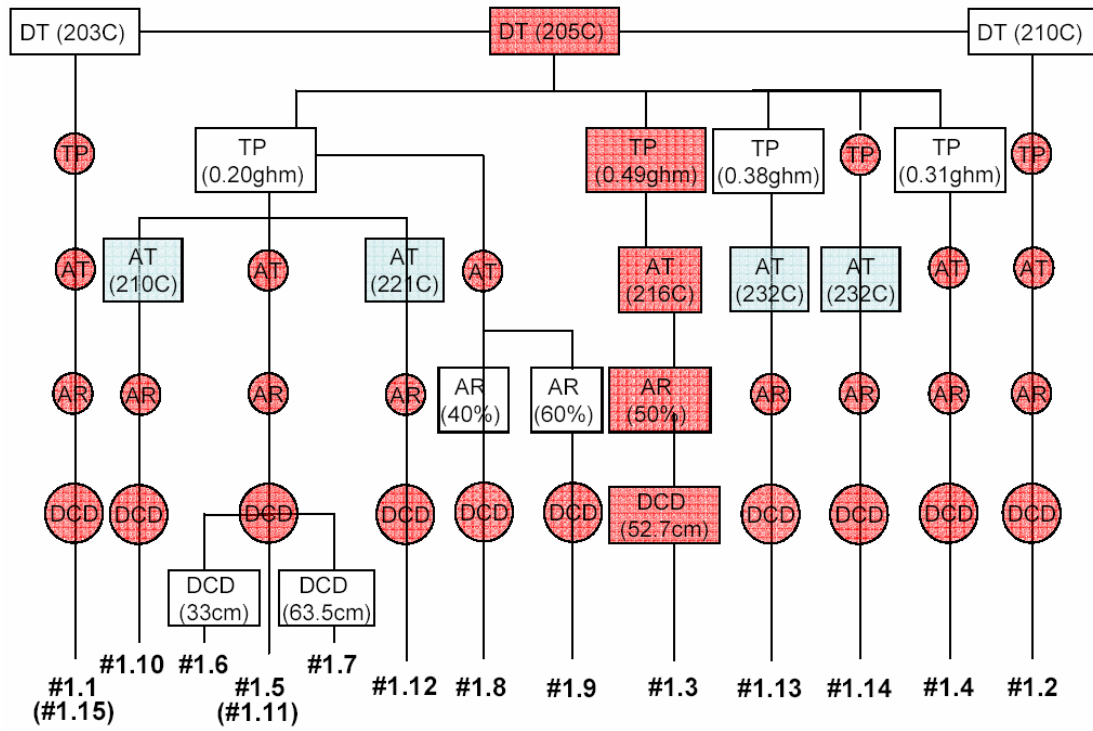 DT (203C)
DT (205C)
DT (210C)
TP
TP
(0.20ghm)
TP
(0.49ghm)
TP
(0.38ghm)
TP
TP
(0.31ghm)
TP
AT
AT
(210C)
AT
AT
(221C)
AT
AT
(216C)
AT
(232C)
AT
(232C)
AT
AT
AR
AR
AR
AR
AR
(40%)
AR
(60%)
AR
(50%)
AR
AR
AR
AR
DCD
DCD
DCD
DCD
DCD
DCD
DCD
(52.7cm)
DCD
DCD
DCD
DCD
DCD
(33cm)
DCD
(63.5cm)
#1.1
(#1.15)
#1.10
#1.6
#1.5
(#1.11)
#1.7
#1.12
#1.8
#1.9
#1.3
#1.13
#1.14
#1.4
#1.2